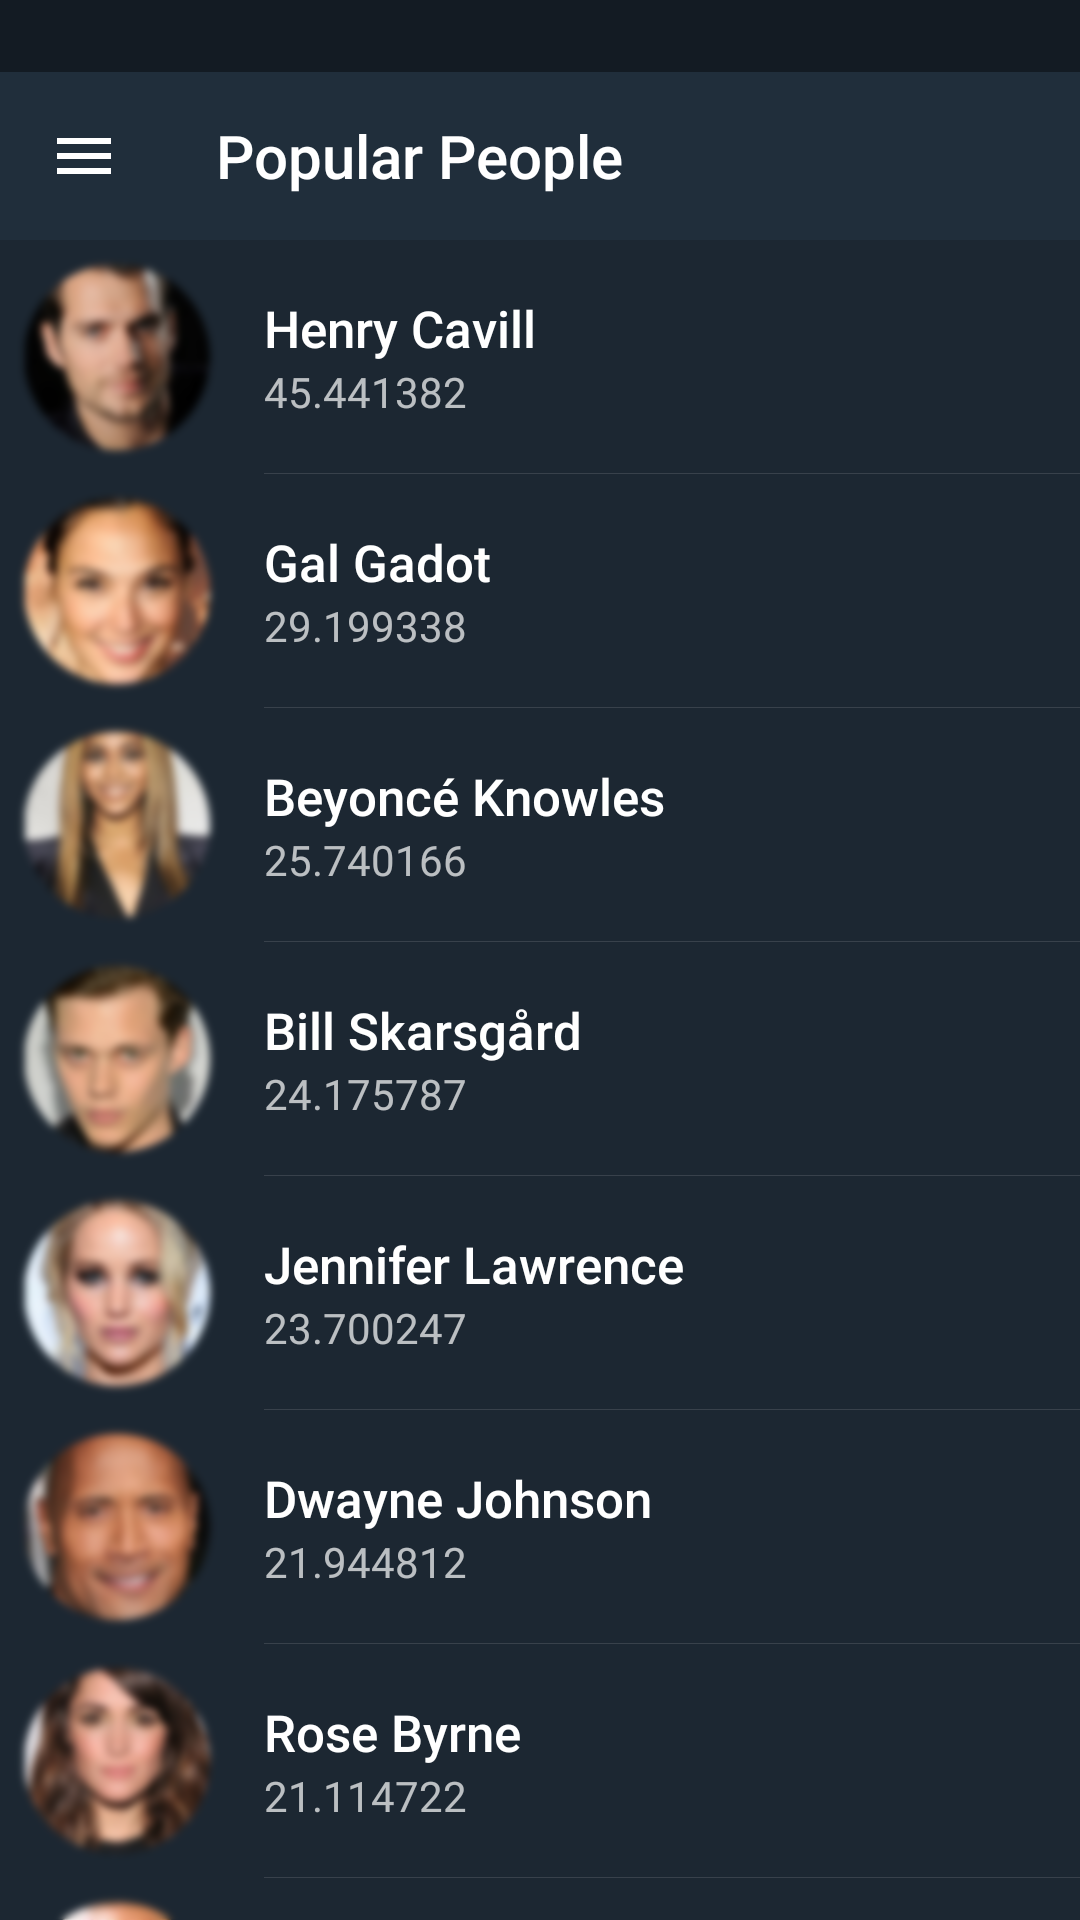 Popular People
Henry Cavill
45.441382
Gal Gadot
29.199338
Beyoncé Knowles
25.740166
Bill Skarsgård
24.175787
Jennifer Lawrence
23.700247
Dwayne Johnson
21.944812
Rose Byrne
21.114722